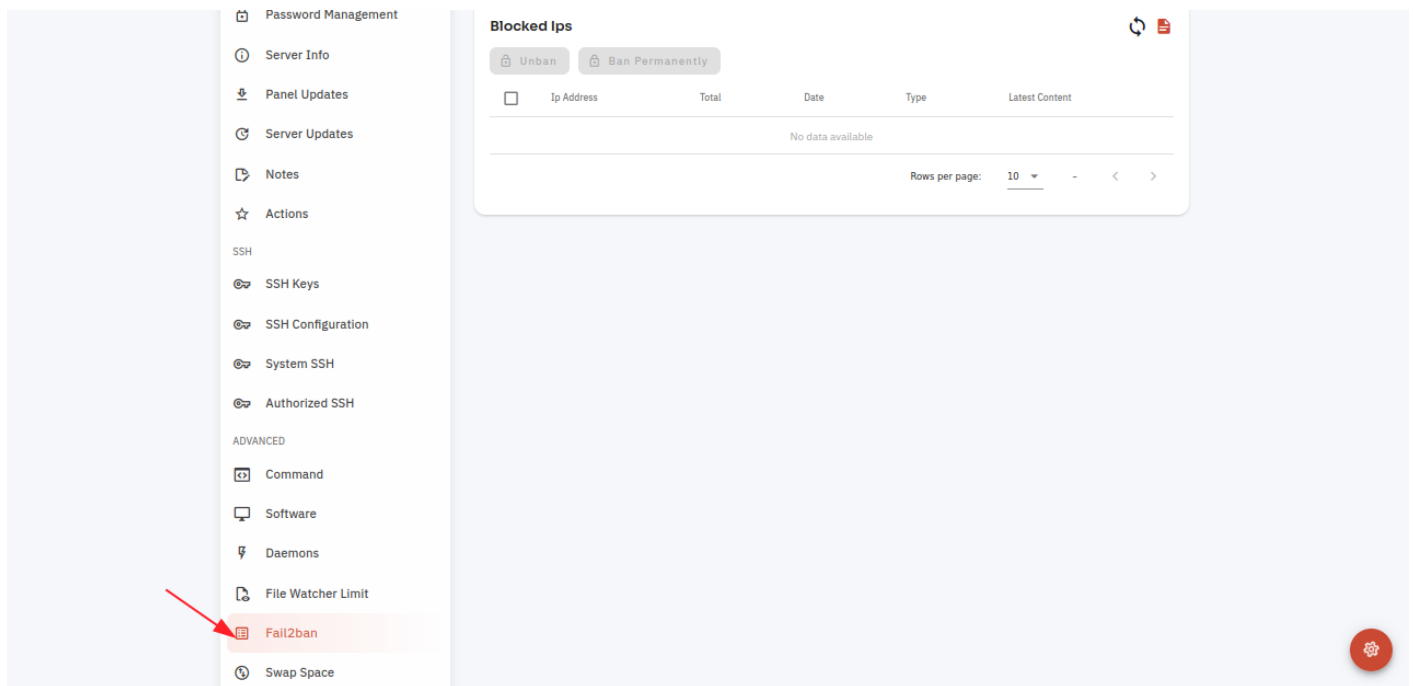 Password Management
Server Info
Panel Updates
Server Updates
Notes
Actions
SSH
SSH Keys
SSH Configuration
System SSH
Authorized SSH
ADVANCED
Command
Software
Daemons
File Watcher Limit
Fail2ban
Swap Space
Blocked Ips
Unban Ban Permanently
Ip Address Total Date Type Latest Content
No data available
Rows per page: 10 -